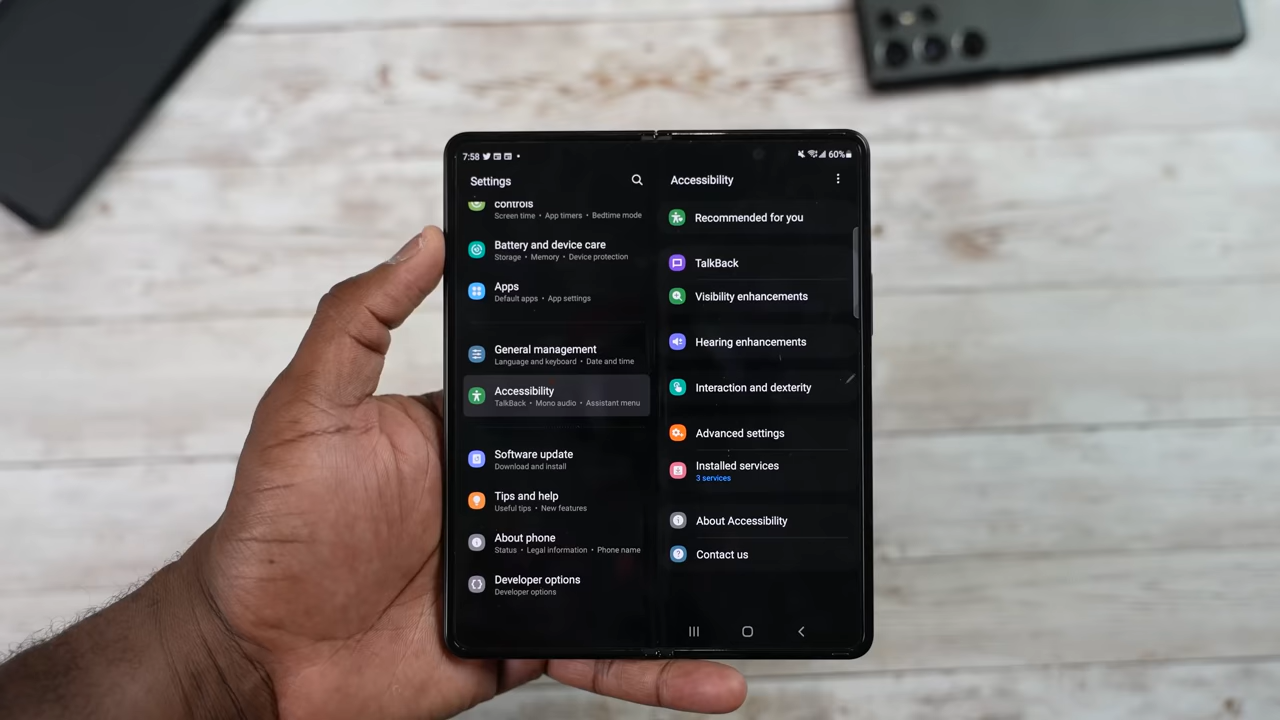 7:58
60%
Settings
controls
Screen time • App timers • Bedtime mode
Battery and device care
Storage • Memory • Device protection
Apps
Default apps • App settings
General management
Language and keyboard • Date and time
Accessibility
TalkBack • Mono audio • Assistant menu
Software update
Download and install
Tips and help
Useful tips • New features
About phone
Status • Legal information • Phone name
Developer options
Developer options
Accessibility
Recommended for you
TalkBack
Visibility enhancements
Hearing enhancements
Interaction and dexterity
Advanced settings
Installed services
3 services
About Accessibility
Contact us